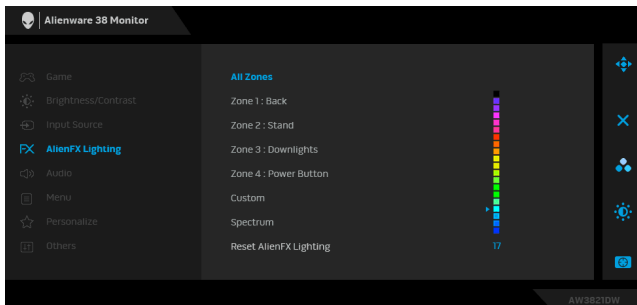 Alienware 38 Monitor
Game
All Zones
Brightness/Contrast
Zone 1 : Back
Input Source
Zone 2 : Stand
AlienFX Lighting
Zone 3 : Downlights
Audio
Zone 4 : Power Button
Menu
Custom
Personalize
Spectrum
Others
Reset AlienFX Lighting
17
AW3821DW